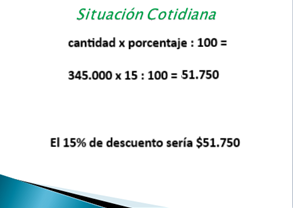 Situación Cotidiana
cantidad x porcentaje : 100 =
345.000 x 15 : 100 = 51.750
El 15% de descuento sería $51.750